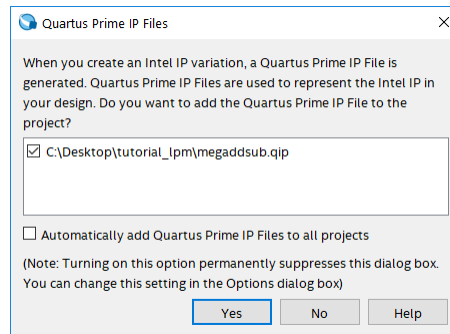 Quartus Prime IP Files
When you create an Intel IP variation, a Quartus Prime IP File is
generated. Quartus Prime IP Files are used to represent the Intel IP in
your design. Do you want to add the Quartus Prime IP File to the
project?
C:\Desktop\tutorial_lpm\megaddsub.qip
Automatically add Quartus Prime IP Files to all projects
(Note: Turning on this option permanently suppresses this dialog box.
You can change this setting in the Options dialog box)
Yes No Help